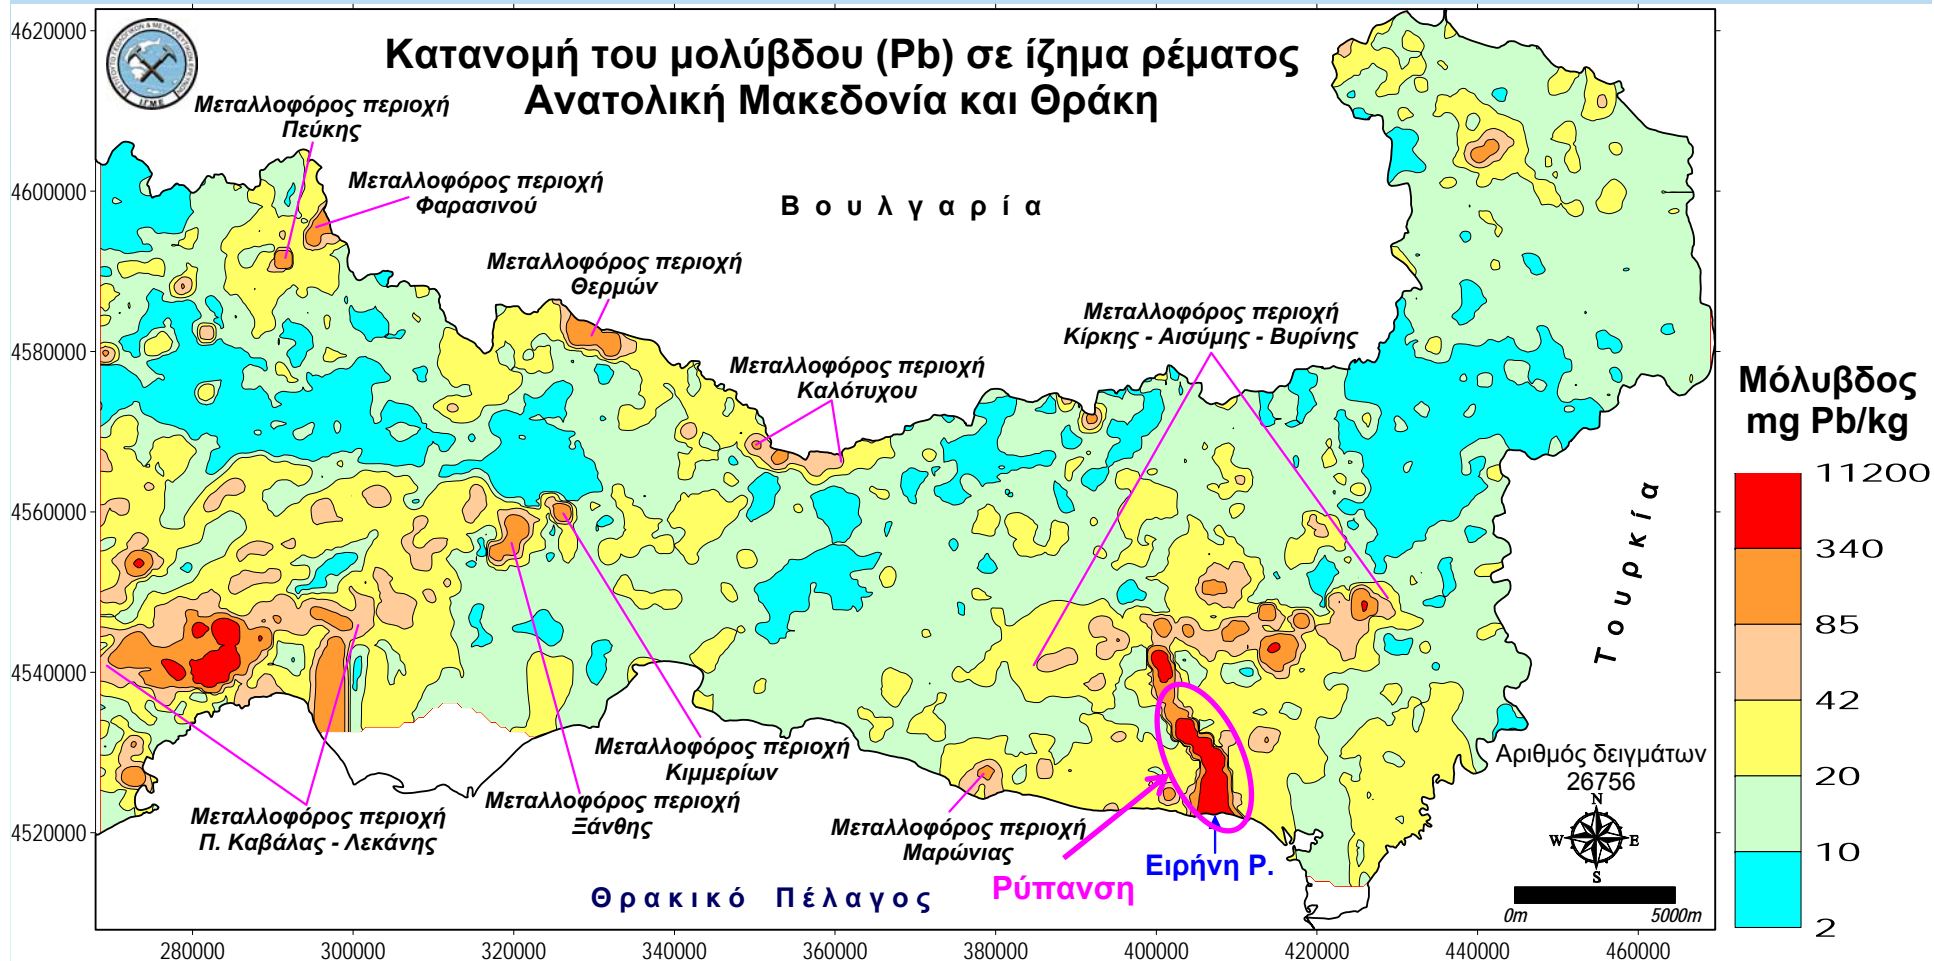 Κατανομή του μολύβδου (Pb) σε ίζημα ρέματος
Ανατολική Μακεδονία και Θράκη
Ι Γ Μ Ε
Μεταλλοφόρος περιοχή
Πεύκης
Μεταλλοφόρος περιοχή
Φαρασινού
Βουλγαρία
Μεταλλοφόρος περιοχή
Θερμών
Μεταλλοφόρος περιοχή
Κίρκης - Αισύμης - Βυρίνης
Μεταλλοφόρος περιοχή
Καλότυχου
Τουρκία
Μεταλλοφόρος περιοχή
Κιμμερίων
Μεταλλοφόρος περιοχή
Ξάνθης
Μεταλλοφόρος περιοχή
Π. Καβάλας - Λεκάνης
Μεταλλοφόρος περιοχή
Μαρώνιας
Ρύπανση
Ειρήνη Ρ.
Θρακικό Πέλαγος
Αριθμός δειγμάτων
26756
N
W E
S
0m 5000m
Μόλυβδος
mg Pb/kg
11200
340
85
42
20
10
2
4620000
4600000
4580000
4560000
4540000
4520000
280000 300000 320000 340000 360000 380000 400000 420000 440000 460000